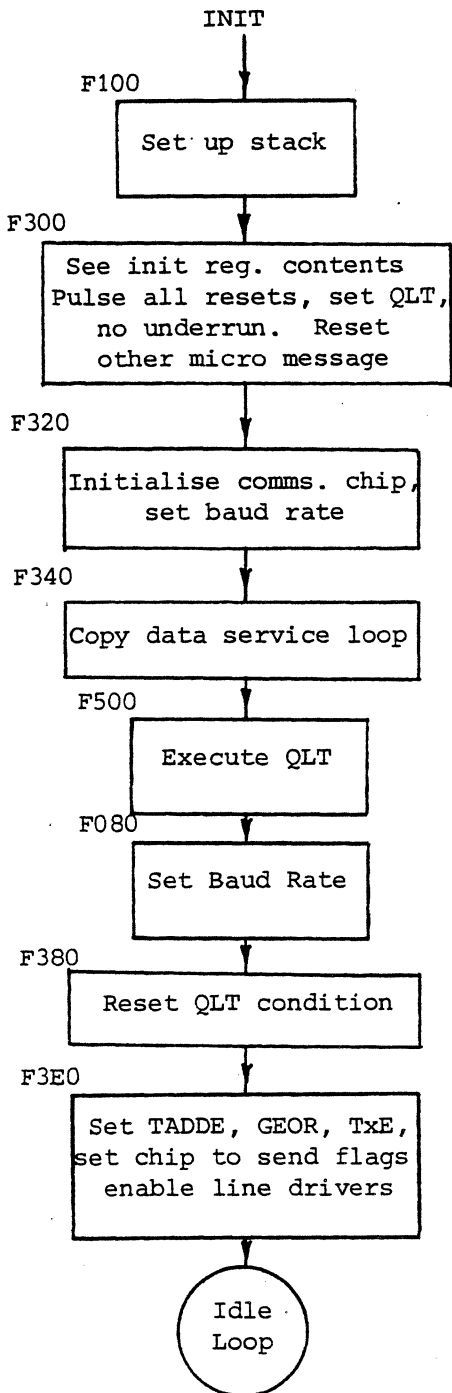 INIT
F100
Set up stack
F300
See init reg. contents
Pulse all resets, set QLT,
no underrun. Reset
other micro message
F320
Initialise comms. chip,
set baud rate
F340
Copy data service loop
F500
Execute QLT
F080
Set Baud Rate
F380
Reset QLT condition
F3E0
Set TADDE, GEOR, TxE,
set chip to send flags
enable line drivers
Idle
Loop